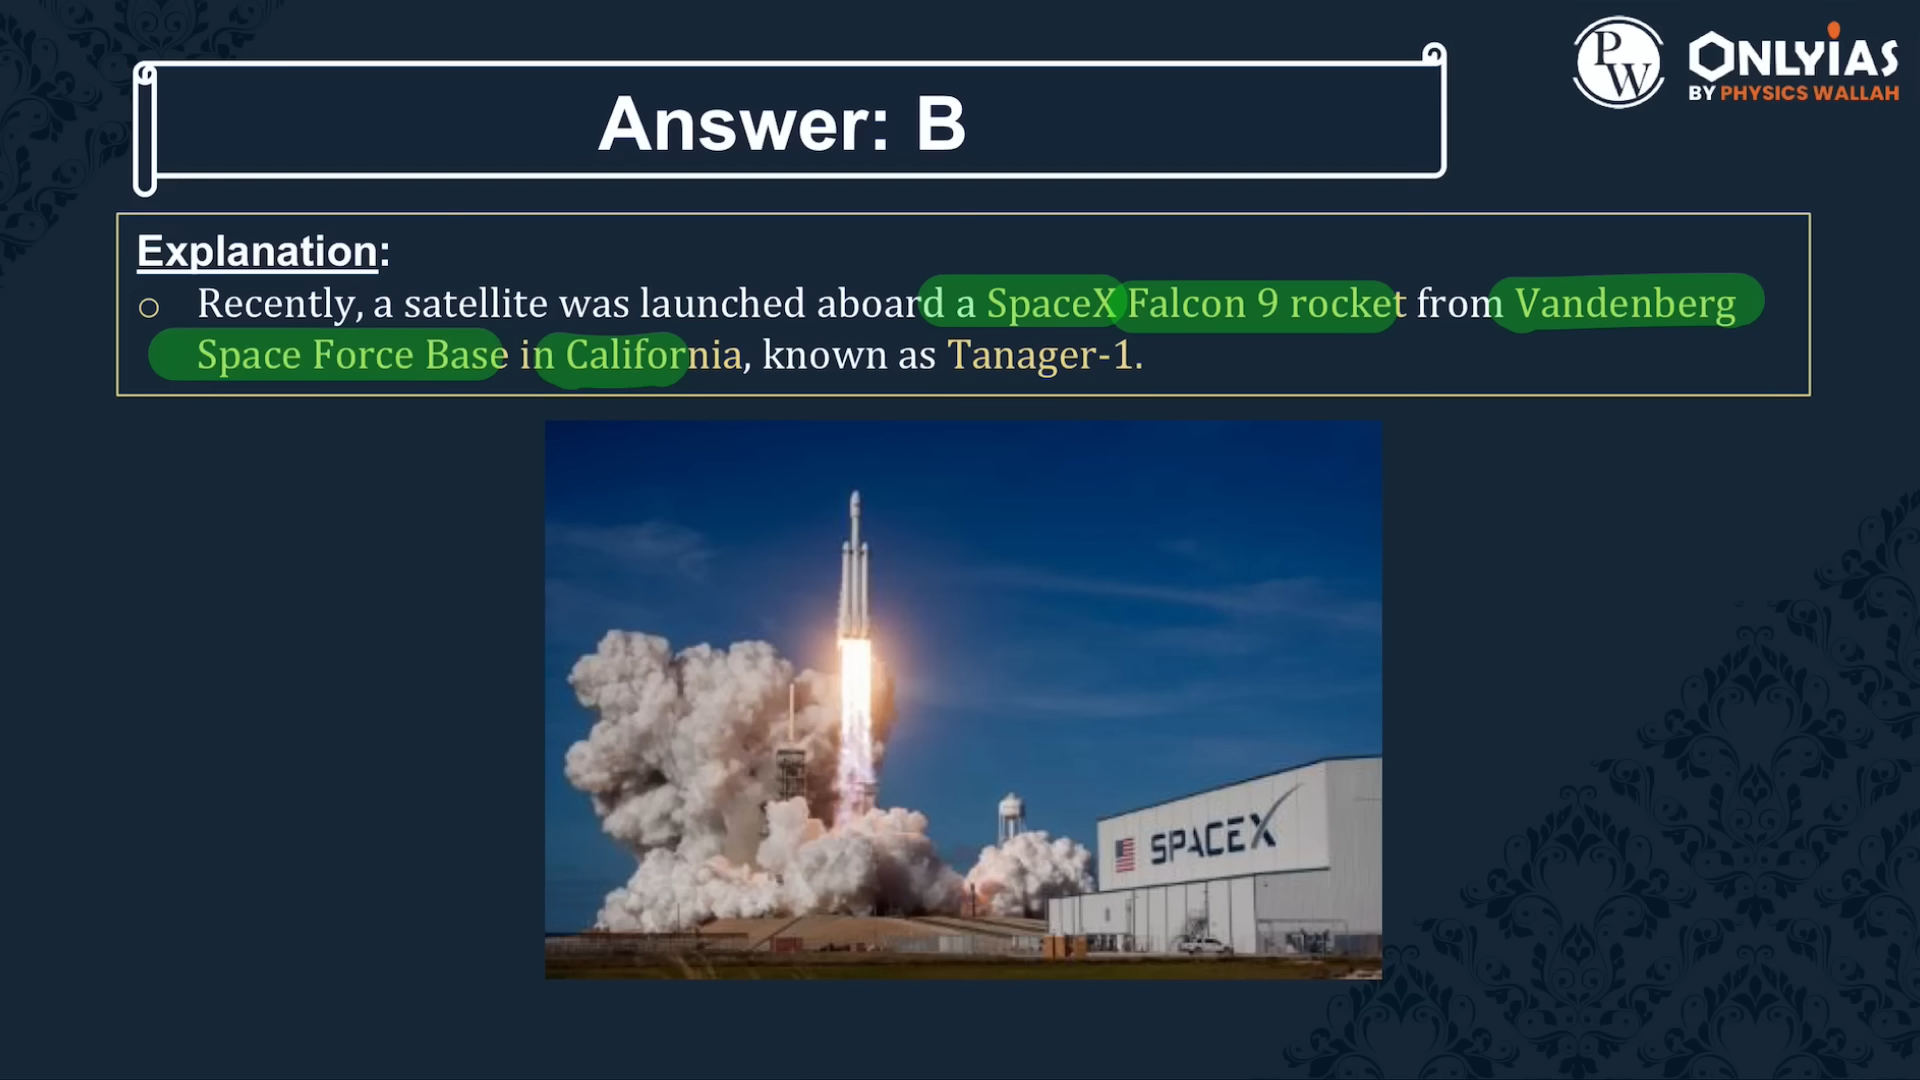 PW
ONLYIAS
BY PHYSICS WALLAH
Answer: B
Explanation:
Recently, a satellite was launched aboard a SpaceX Falcon 9 rocket from Vandenberg
Space Force Base in California, known as Tanager-1.
SPACEX